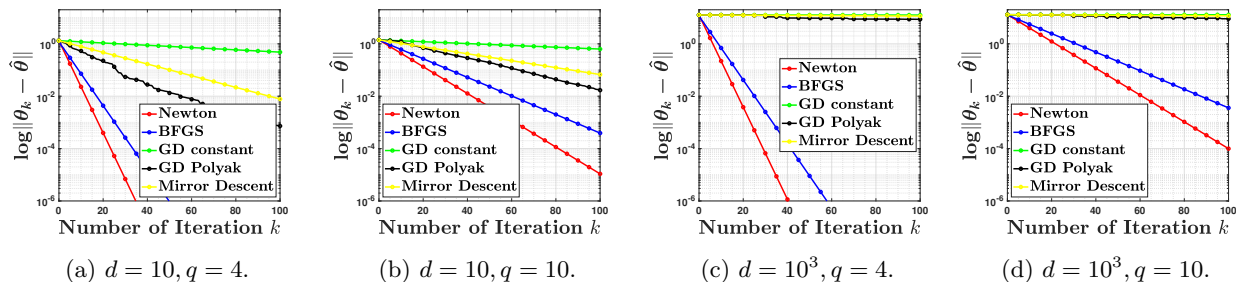 10^0
10^-2
10^-4
10^-6
log||θ_k − θ̂||
Newton
BFGS
GD constant
GD Polyak
Mirror Descent
0 20 40 60 80 100
Number of Iteration k
(a) d = 10, q = 4.
10^0
10^-2
10^-4
10^-6
log||θ_k − θ̂||
Newton
BFGS
GD constant
GD Polyak
Mirror Descent
0 20 40 60 80 100
Number of Iteration k
(b) d = 10, q = 10.
10^0
10^-2
10^-4
10^-6
log||θ_k − θ̂||
Newton
BFGS
GD constant
GD Polyak
Mirror Descent
0 20 40 60 80 100
Number of Iteration k
(c) d = 10^3, q = 4.
10^0
10^-2
10^-4
10^-6
log||θ_k − θ̂||
Newton
BFGS
GD constant
GD Polyak
Mirror Descent
0 20 40 60 80 100
Number of Iteration k
(d) d = 10^3, q = 10.